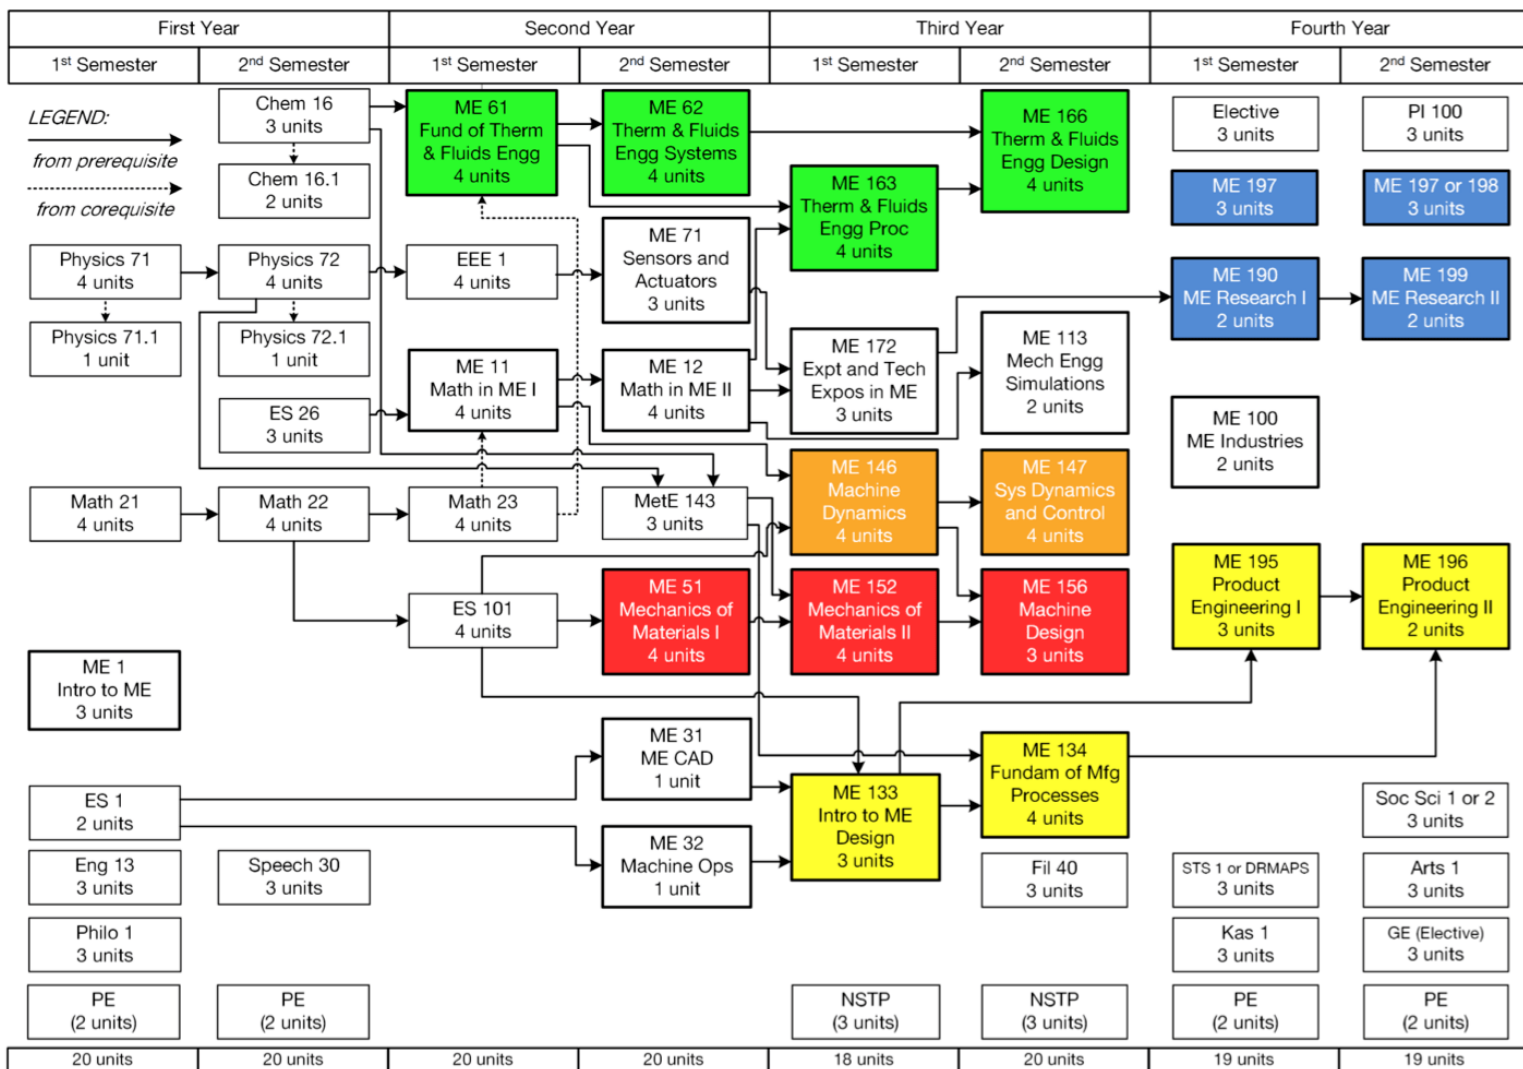 First Year
Second Year
Third Year
Fourth Year
1st Semester
2nd Semester
1st Semester
2nd Semester
1st Semester
2nd Semester
1st Semester
2nd Semester
LEGEND:
from prerequisite
from corequisite
Physics 71
4 units
Physics 71.1
1 unit
Math 21
4 units
ME 1
Intro to ME
3 units
ES 1
2 units
Eng 13
3 units
Philo 1
3 units
PE
(2 units)
20 units
Chem 16
3 units
Chem 16.1
2 units
Physics 72
4 units
Physics 72.1
1 unit
ES 26
3 units
Math 22
4 units
Speech 30
3 units
PE
(2 units)
20 units
ME 61
Fund of Therm
& Fluids Engg
4 units
EEE 1
4 units
ME 11
Math in ME I
4 units
Math 23
4 units
ES 101
4 units
20 units
ME 62
Therm & Fluids
Engg Systems
4 units
ME 71
Sensors and
Actuators
3 units
ME 12
Math in ME II
4 units
MetE 143
3 units
ME 51
Mechanics of
Materials I
4 units
ME 31
ME CAD
1 unit
ME 32
Machine Ops
1 unit
20 units
ME 163
Therm & Fluids
Engg Proc
4 units
ME 172
Expt and Tech
Expos in ME
3 units
ME 146
Machine
Dynamics
4 units
ME 152
Mechanics of
Materials II
4 units
ME 133
Intro to ME
Design
3 units
NSTP
(3 units)
18 units
ME 166
Therm & Fluids
Engg Design
4 units
ME 113
Mech Engg
Simulations
2 units
ME 147
Sys Dynamics
and Control
4 units
ME 156
Machine
Design
3 units
ME 134
Fundam of Mfg
Processes
4 units
Fil 40
3 units
NSTP
(3 units)
20 units
Elective
3 units
ME 197
3 units
ME 190
ME Research I
2 units
ME 100
ME Industries
2 units
ME 195
Product
Engineering I
3 units
STS 1 or DRMAPS
3 units
Kas 1
3 units
PE
(2 units)
19 units
PI 100
3 units
ME 197 or 198
3 units
ME 199
ME Research II
2 units
ME 196
Product
Engineering II
2 units
Soc Sci 1 or 2
3 units
Arts 1
3 units
GE (Elective)
3 units
PE
(2 units)
19 units